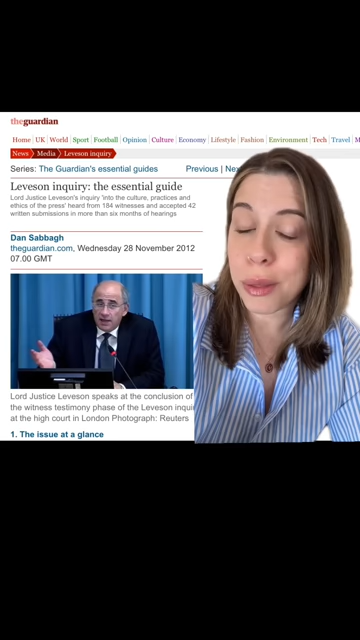 theguardian
Home UK World Sport Football Opinion Culture Economy Lifestyle Fashion Environment Tech Travel M
News Media Leveson inquiry
Series: The Guardian's essential guides Previous | Nex
Leveson inquiry: the essential guide
Lord Justice Leveson's inquiry 'into the culture, practices and
ethics of the press' heard from 184 witnesses and accepted 42
written submissions in more than six months of hearings
Dan Sabbagh
theguardian.com, Wednesday 28 November 2012
07.00 GMT
Lord Justice Leveson speaks at the conclusion of
the witness testimony phase of the Leveson inqui
at the high court in London Photograph: Reuters
1. The issue at a glance